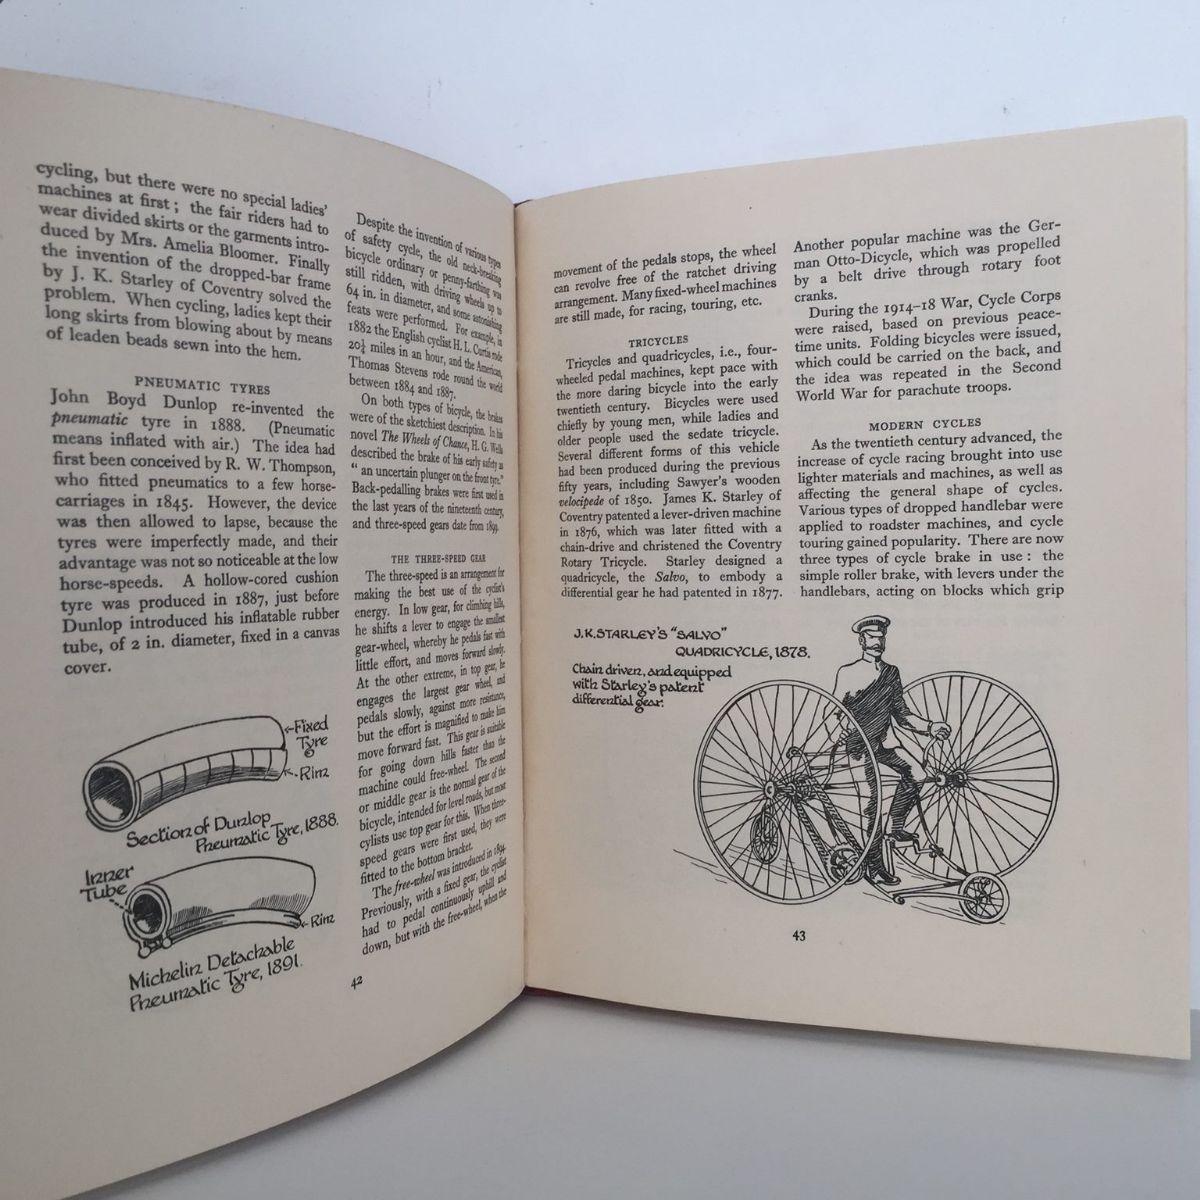 cycling, but there were no special ladies'
machines at first ; the fair riders had to
wear divided skirts or the garments intro-
duced by Mrs. Amelia Bloomer. Finally
the invention of the dropped-bar frame
by J. K. Starley of Coventry solved the
problem. When cycling, ladies kept their
long skirts from blowing about by means
of leaden beads sewn into the hem.
PNEUMATIC TYRES
John Boyd Dunlop re-invented the
pneumatic tyre in 1888. (Pneumatic
means inflated with air.) The idea had
first been conceived by R. W. Thompson,
who fitted pneumatics to a few horse-
carriages in 1845. However, the device
was then allowed to lapse, because the
tyres were imperfectly made, and their
advantage was not so noticeable at the low
horse-speeds. A hollow-cored cushion
tyre was produced in 1887, just before
Dunlop introduced his inflatable rubber
tube, of 2 in. diameter, fixed in a canvas
cover.
Fixed
Tyre
Rim
Section of Dunlop
Pneumatic Tyre, 1888.
Inner
Tube
Rim
Michelin Detachable
Pneumatic Tyre, 1891.
Despite the invention of various types
of safety cycle, the old neck-breaking
bicycle ordinary or penny-farthing was
still ridden, with driving wheels up to
64 in. in diameter, and some astonishing
feats were performed. For example, in
1882 the English cyclist H. L. Curtis rode
20¼ miles in an hour, and the American,
Thomas Stevens rode round the world
between 1884 and 1887.
On both types of bicycle, the brakes
were of the sketchiest description. In his
novel The Wheels of Chance, H. G. Wells
described the brake of his early safety as
" an uncertain plunger on the front tyre."
Back-pedalling brakes were first used in
the last years of the nineteenth century,
and three-speed gears date from 1899.
THE THREE-SPEED GEAR
The three-speed is an arrangement for
making the best use of the cyclist's
energy. In low gear, for climbing hills,
he shifts a lever to engage the smallest
gear-wheel, whereby he pedals fast with
little effort, and moves forward slowly.
At the other extreme, in top gear, he
engages the largest gear wheel, and
pedals slowly, against more resistance,
but the effort is magnified to make him
move forward fast. This gear is suitable
for going down hills faster than the
machine could free-wheel. The second
or middle gear is the normal gear of the
bicycle, intended for level roads, but most
cyclists use top gear for this. When three-
speed gears were first used, they were
fitted to the bottom bracket.
The free-wheel was introduced in 1894.
Previously, with a fixed gear, the cyclist
had to pedal continuously uphill and
down, but with the free-wheel, when the
42
movement of the pedals stops, the wheel
can revolve free of the ratchet driving
arrangement. Many fixed-wheel machines
are still made, for racing, touring, etc.
TRICYCLES
Tricycles and quadricycles, i.e., four-
wheeled pedal machines, kept pace with
the more daring bicycle into the early
twentieth century. Bicycles were used
chiefly by young men, while ladies and
older people used the sedate tricycle.
Several different forms of this vehicle
had been produced during the previous
fifty years, including Sawyer's wooden
velocipede of 1850. James K. Starley of
Coventry patented a lever-driven machine
in 1876, which was later fitted with a
chain-drive and christened the Coventry
Rotary Tricycle. Starley designed a
quadricycle, the Salvo, to embody a
differential gear he had patented in 1877.
Another popular machine was the Ger-
man Otto-Dicycle, which was propelled
by a belt drive through rotary foot
cranks.
During the 1914–18 War, Cycle Corps
were raised, based on previous peace-
time units. Folding bicycles were issued,
which could be carried on the back, and
the idea was repeated in the Second
World War for parachute troops.
MODERN CYCLES
As the twentieth century advanced, the
increase of cycle racing brought into use
lighter materials and machines, as well as
affecting the general shape of cycles.
Various types of dropped handlebar were
applied to roadster machines, and cycle
touring gained popularity. There are now
three types of cycle brake in use : the
simple roller brake, with levers under the
handlebars, acting on blocks which grip
J.K.STARLEY'S "SALVO"
QUADRICYCLE, 1878.
Chain driven, and equipped
with Starley's patent
differential gear.
43